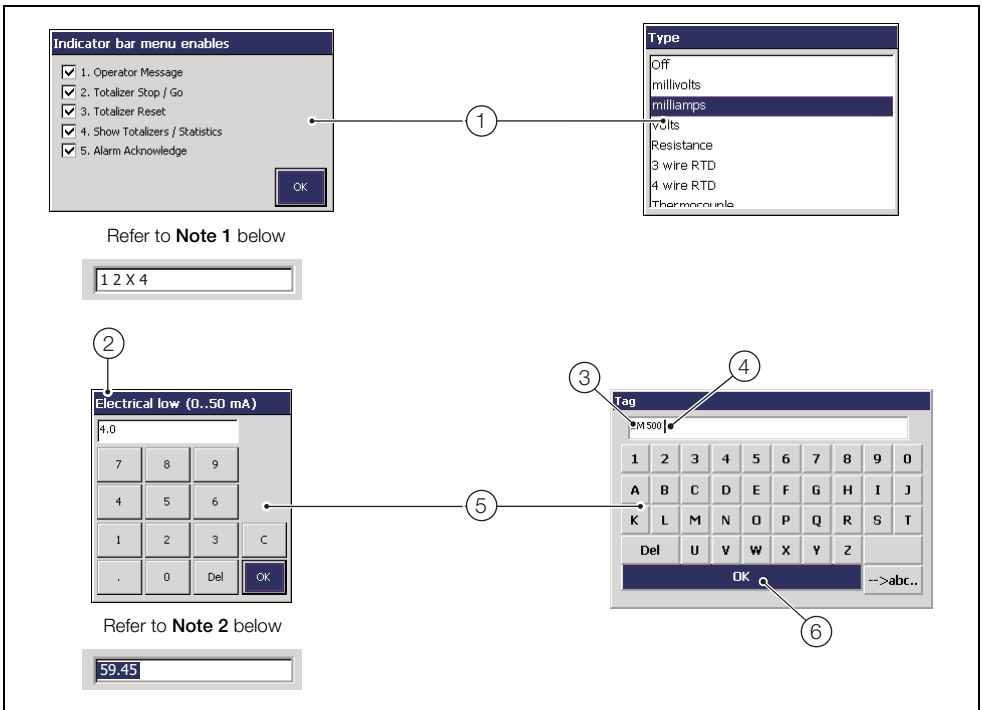 Indicator bar menu enables
1. Operator Message
2. Totalizer Stop / Go
3. Totalizer Reset
4. Show Totalizers / Statistics
5. Alarm Acknowledge
OK
Refer to Note 1 below
1 2 X 4
1
Type
Off
millivolts
milliamps
Volts
Resistance
3 wire RTD
4 wire RTD
Thermocouple
2
Electrical low (0..50 mA)
4.0
7 8 9
4 5 6
1 2 3 C
. 0 Del OK
Refer to Note 2 below
59.45
5
3
4
Tag
M500
1 2 3 4 5 6 7 8 9 0
A B C D E F G H I J
K L M N O P Q R S T
Del U V W X Y Z
OK -->abc..
6